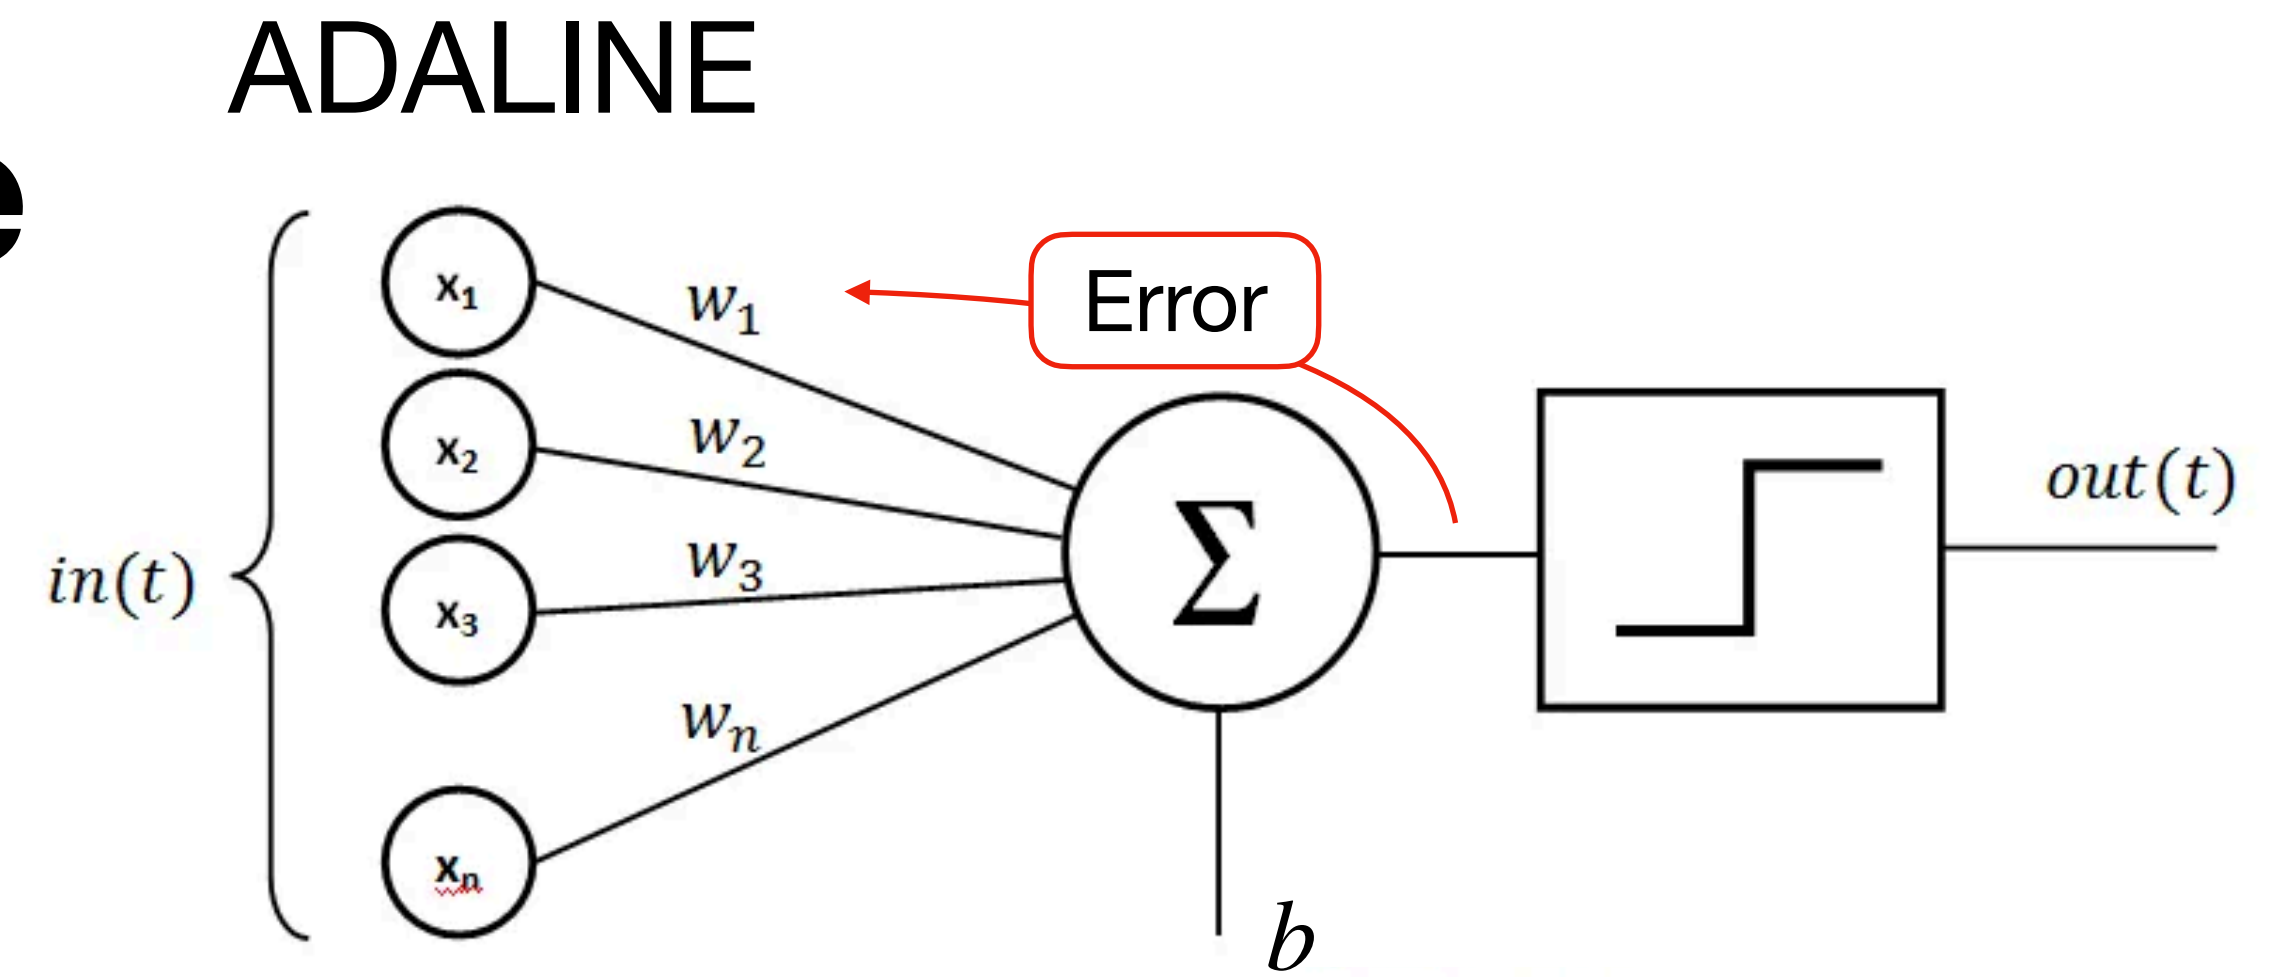 ADALINE
e
x₁
w₁
Error
x₂
w₂
out(t)
Σ
in(t)
w₃
x₃
wₙ
xₙ
b